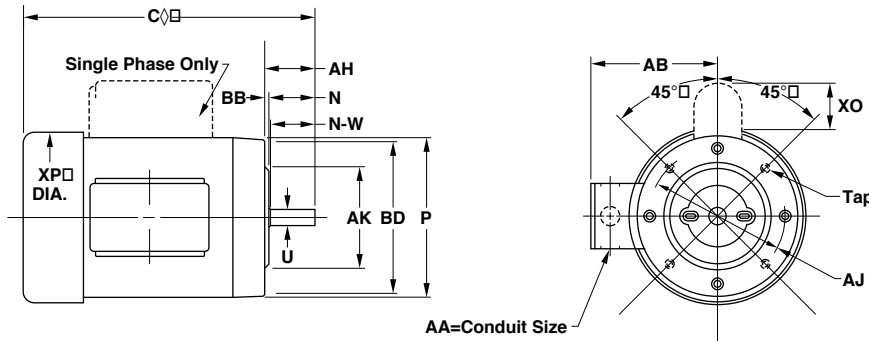 C◊□
Single Phase Only
AH
BB
N
N-W
XP□
DIA.
AK
BD
P
U
AB
45°□
45°□
XO
Tap
AJ
AA=Conduit Size